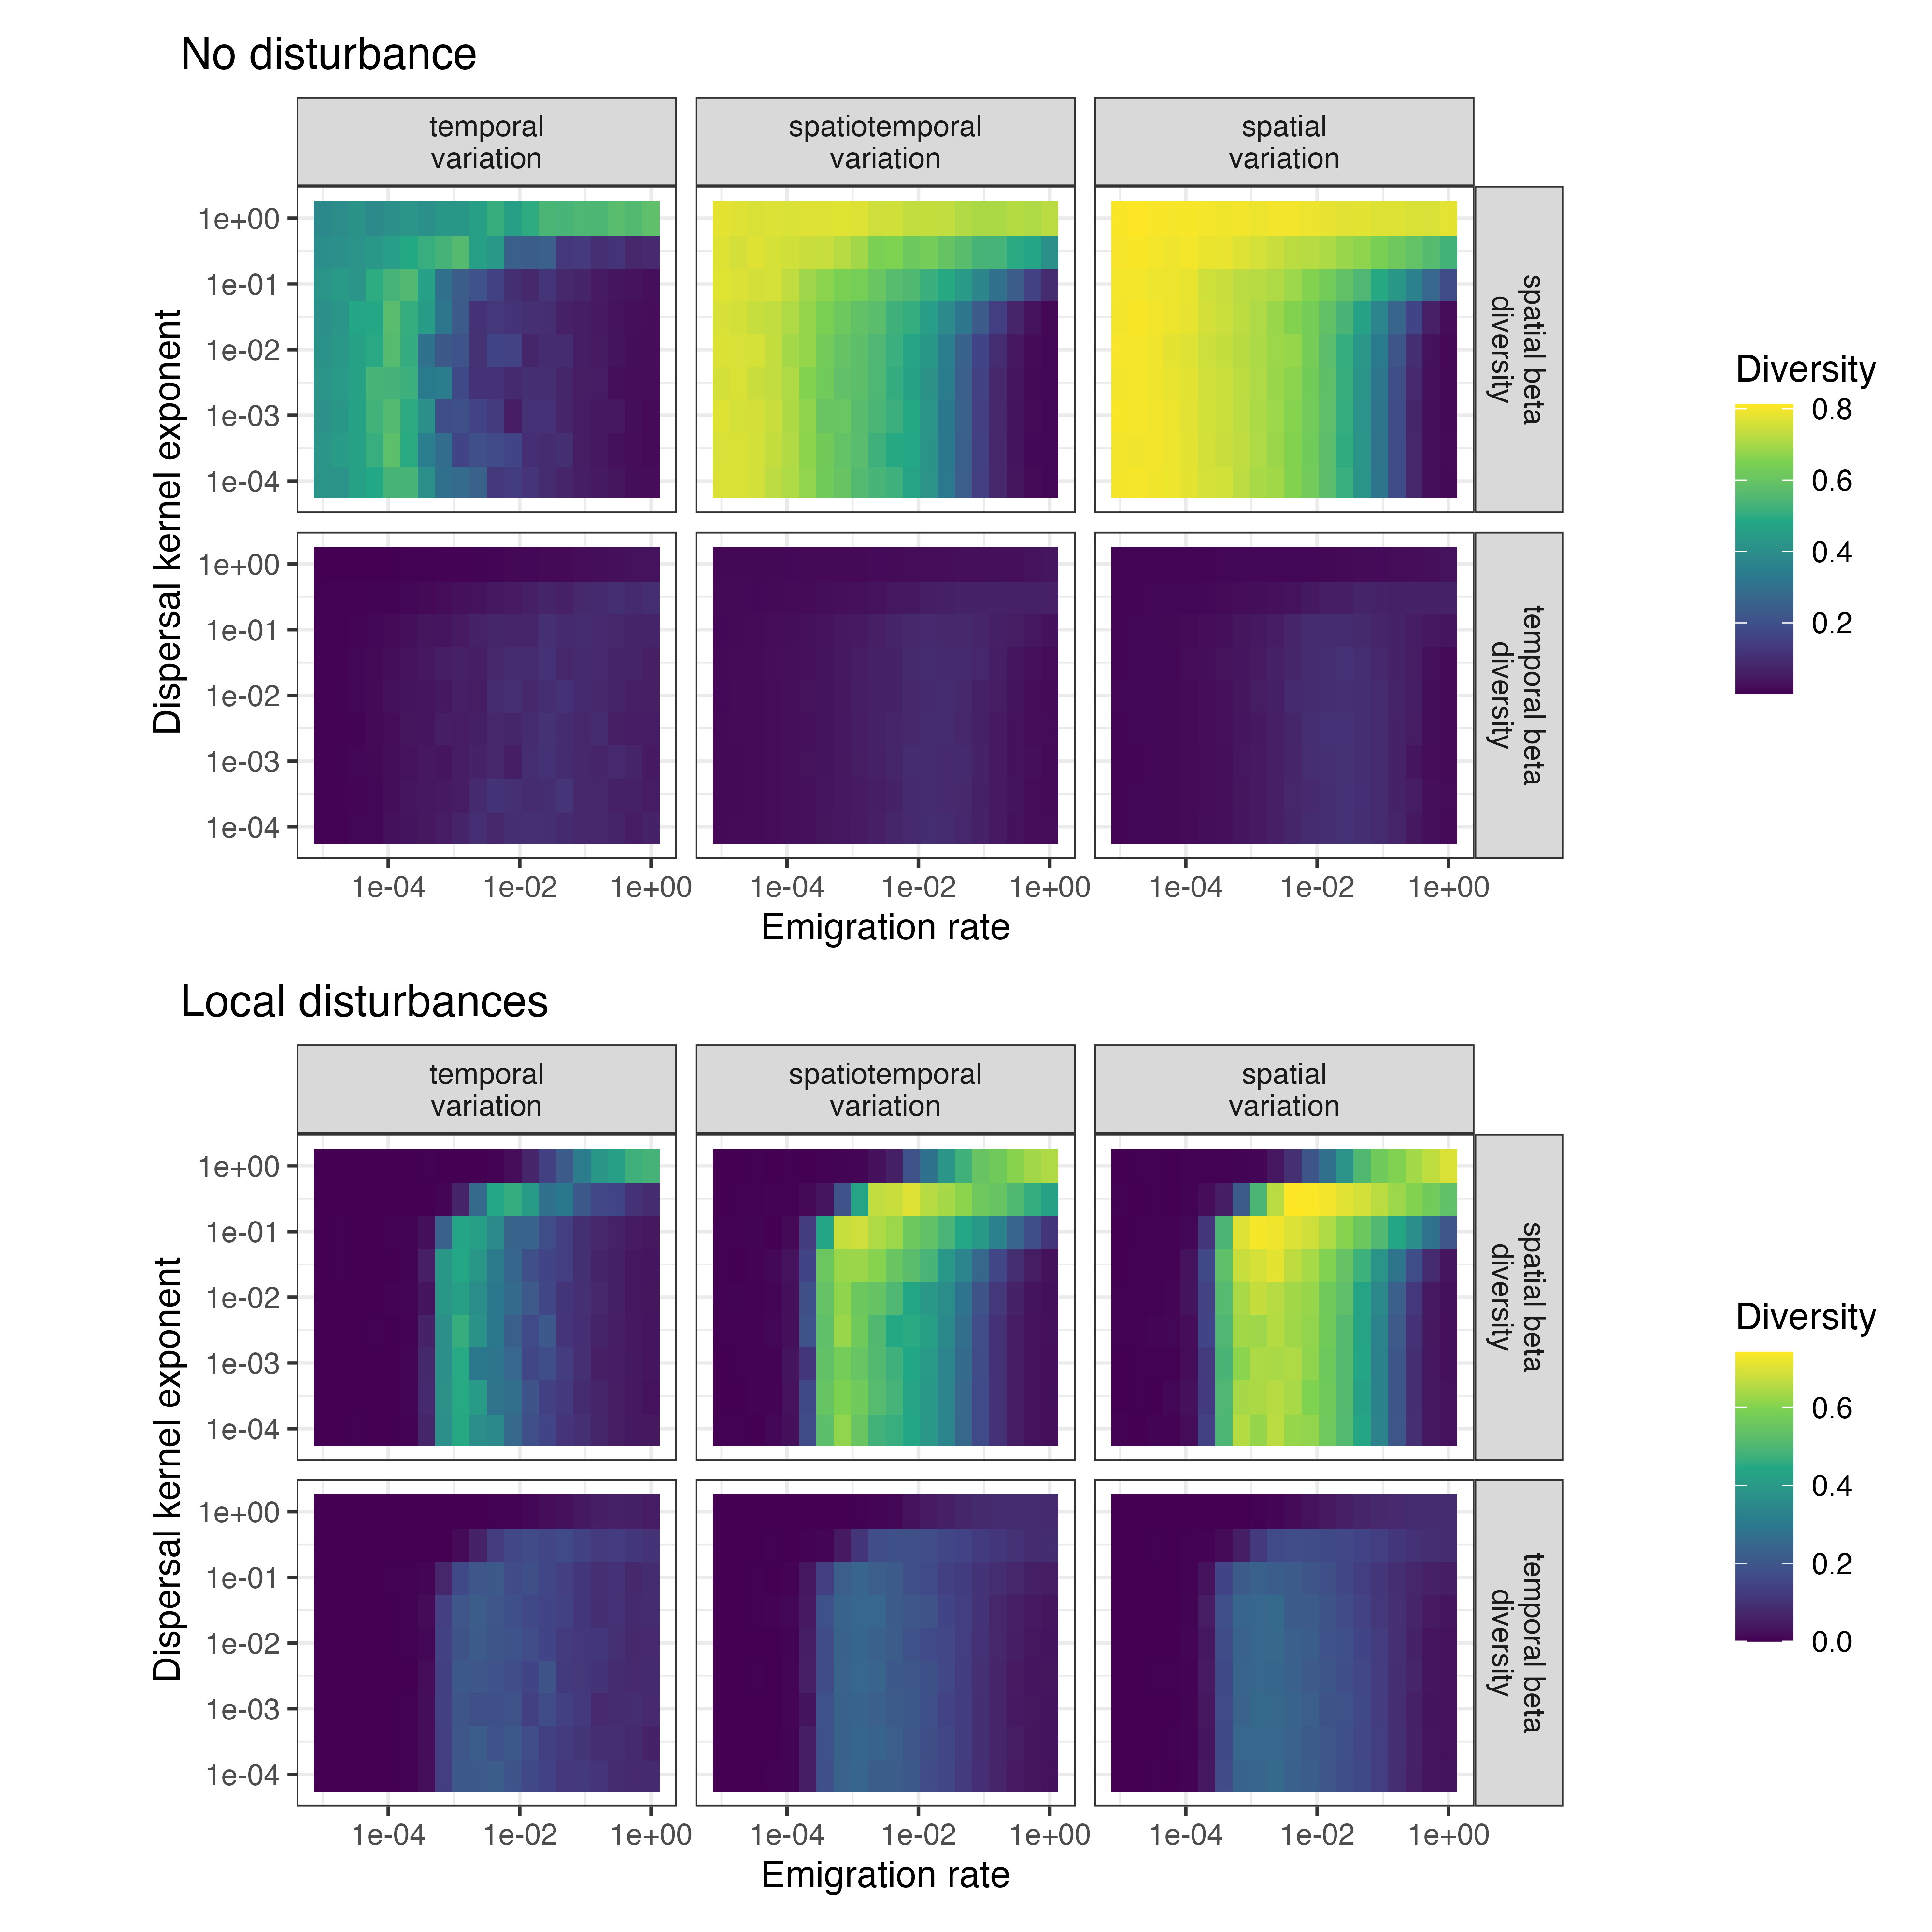 No disturbance
temporal
variation
spatiotemporal
variation
spatial
variation
Dispersal kernel exponent
1e+00
1e-01
1e-02
1e-03
1e-04
spatial beta
diversity
1e+00
1e-01
1e-02
1e-03
1e-04
temporal beta
diversity
1e-04 1e-02 1e+00 1e-04 1e-02 1e+00 1e-04 1e-02 1e+00
Emigration rate
Diversity
0.8
0.6
0.4
0.2
Local disturbances
temporal
variation
spatiotemporal
variation
spatial
variation
Dispersal kernel exponent
1e+00
1e-01
1e-02
1e-03
1e-04
spatial beta
diversity
1e+00
1e-01
1e-02
1e-03
1e-04
temporal beta
diversity
1e-04 1e-02 1e+00 1e-04 1e-02 1e+00 1e-04 1e-02 1e+00
Emigration rate
Diversity
0.6
0.4
0.2
0.0